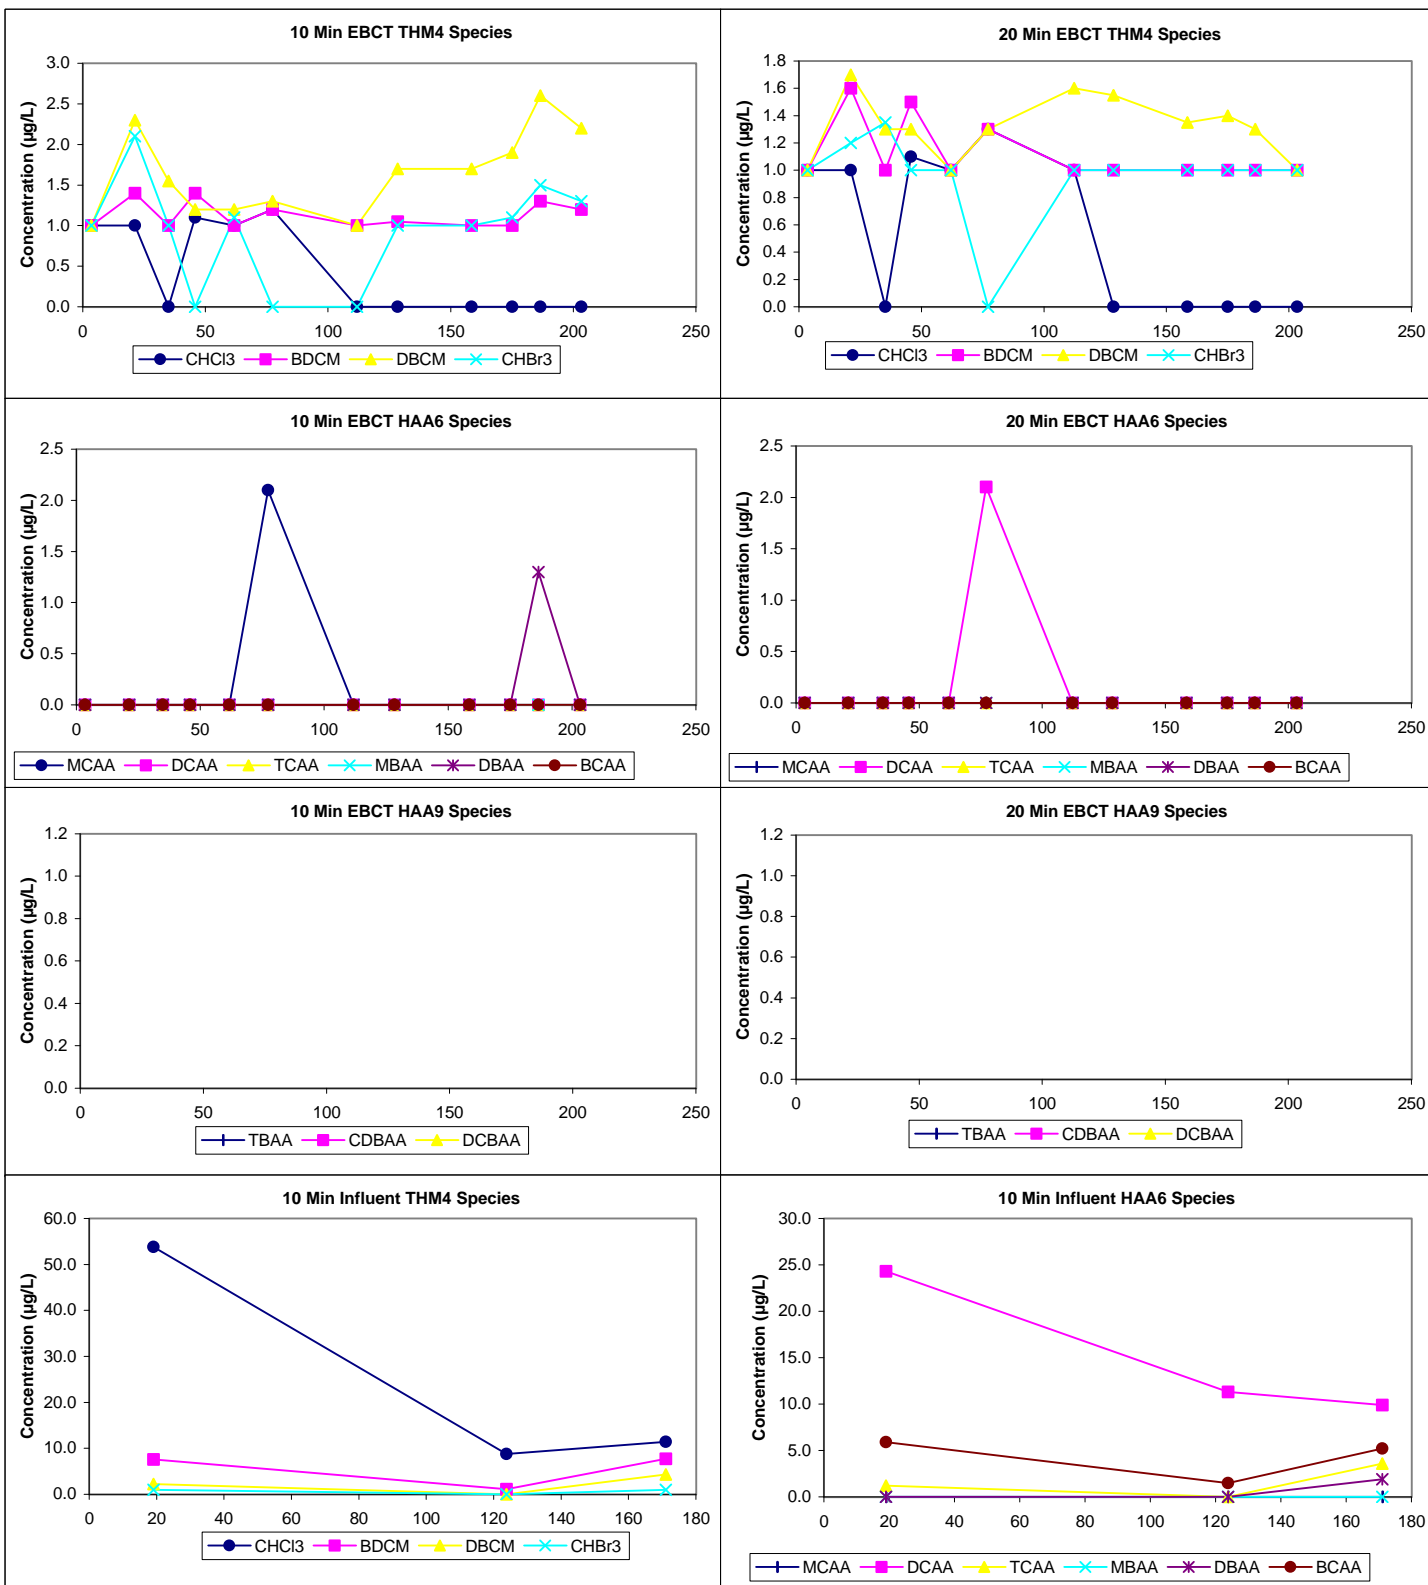 10 Min EBCT THM4 Species
Concentration (µg/L)
3.0
2.5
2.0
1.5
1.0
0.5
0.0
0 50 100 150 200 250
CHCl3 BDCM DBCM CHBr3
20 Min EBCT THM4 Species
Concentration (µg/L)
1.8
1.6
1.4
1.2
1.0
0.8
0.6
0.4
0.2
0.0
0 50 100 150 200 250
CHCl3 BDCM DBCM CHBr3
10 Min EBCT HAA6 Species
Concentration (µg/L)
2.5
2.0
1.5
1.0
0.5
0.0
0 50 100 150 200 250
MCAA DCAA TCAA MBAA DBAA BCAA
20 Min EBCT HAA6 Species
Concentration (µg/L)
2.5
2.0
1.5
1.0
0.5
0.0
0 50 100 150 200 250
MCAA DCAA TCAA MBAA DBAA BCAA
10 Min EBCT HAA9 Species
Concentration (µg/L)
1.2
1.0
0.8
0.6
0.4
0.2
0.0
0 50 100 150 200 250
TBAA CDBAA DCBAA
20 Min EBCT HAA9 Species
Concentration (µg/L)
1.2
1.0
0.8
0.6
0.4
0.2
0.0
0 50 100 150 200 250
TBAA CDBAA DCBAA
10 Min Influent THM4 Species
Concentration (µg/L)
60.0
50.0
40.0
30.0
20.0
10.0
0.0
0 20 40 60 80 100 120 140 160 180
CHCl3 BDCM DBCM CHBr3
10 Min Influent HAA6 Species
Concentration (µg/L)
30.0
25.0
20.0
15.0
10.0
5.0
0.0
0 20 40 60 80 100 120 140 160 180
MCAA DCAA TCAA MBAA DBAA BCAA